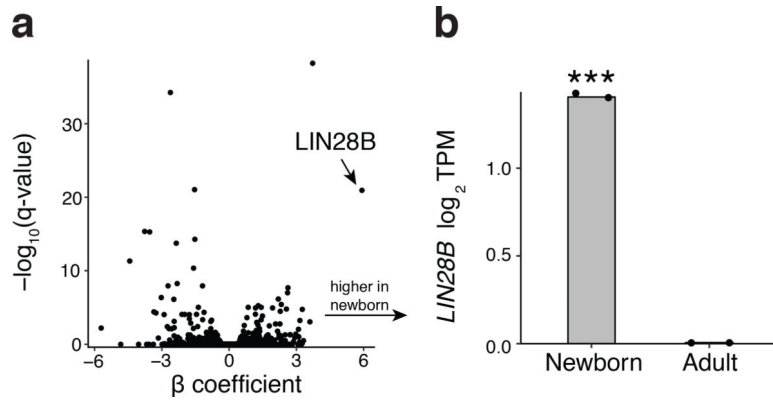 a
−log10(q-value)
30
20
10
0
LIN28B
higher in
newborn
−6
−3
0
3
6
β coefficient
b
***
LIN28B log2 TPM
1.0
0.5
0.0
Newborn
Adult